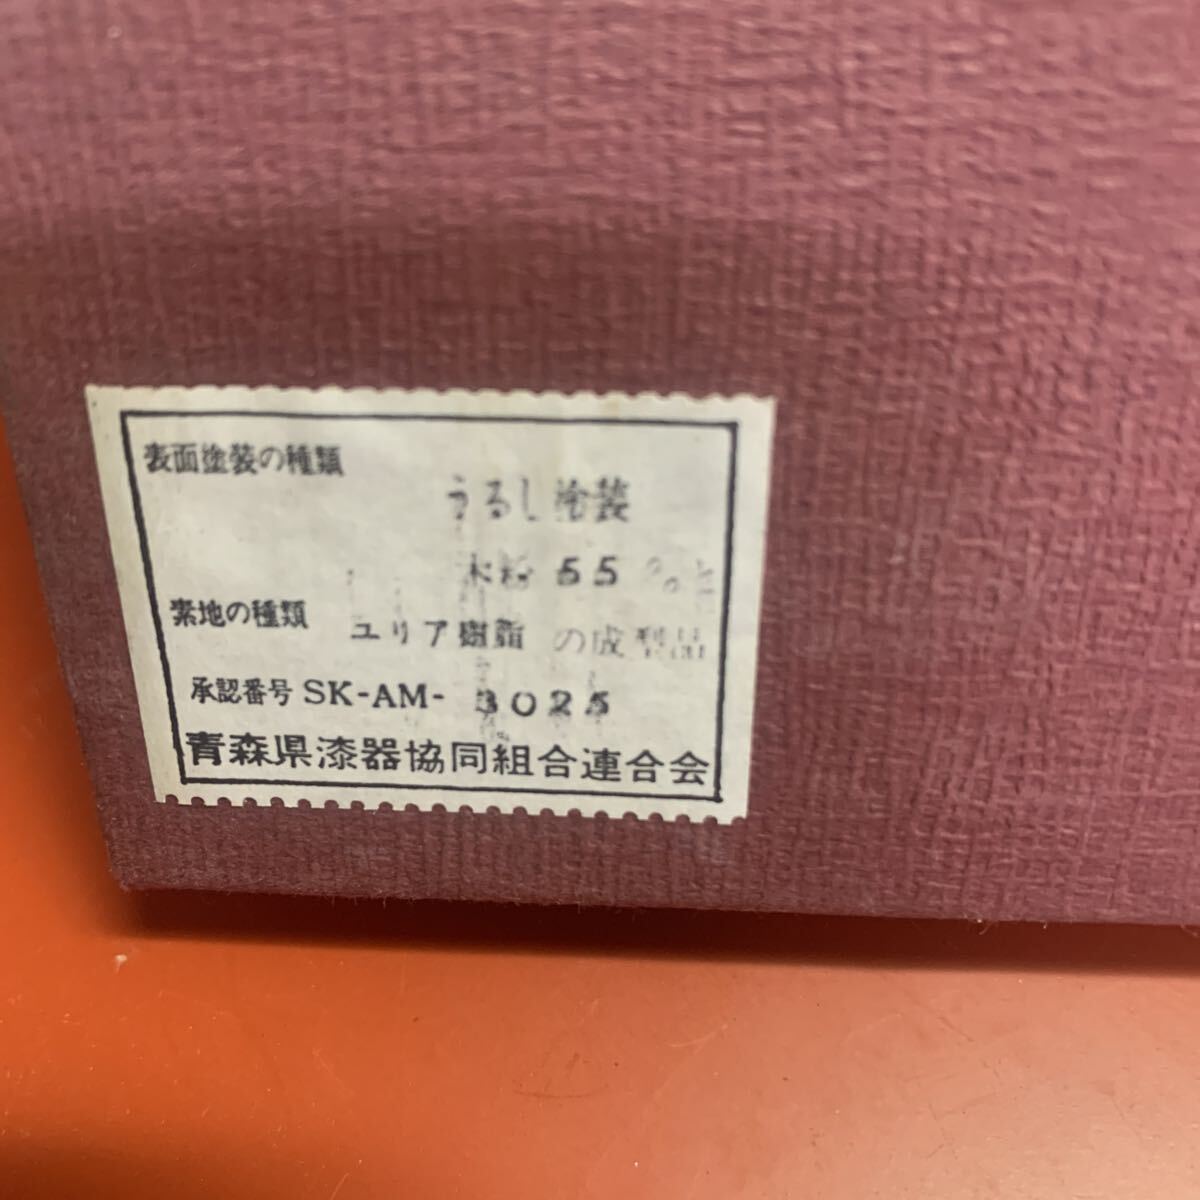 表面塗装の種類
うるし塗装
木粉 55 %と
素地の種類
ユリア樹脂 の成型品
承認番号 SK-AM- 3025
青森県漆器協同組合連合会